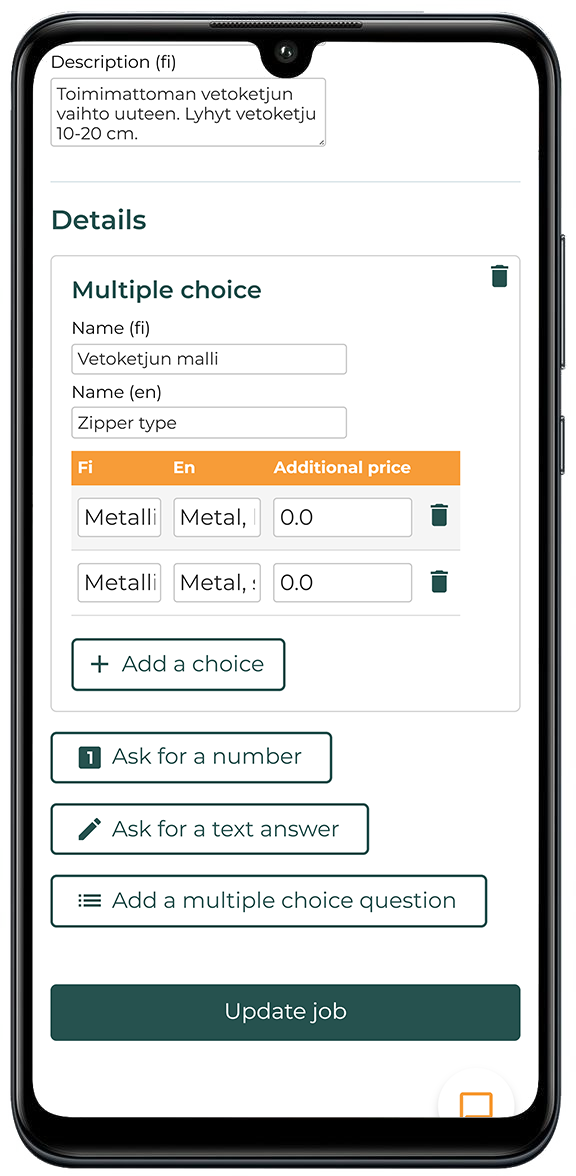 Description (fi)
Toimimattoman vetoketjun
vaihto uuteen. Lyhyt vetoketju
10-20 cm.
Details
Multiple choice
Name (fi)
Vetoketjun malli
Name (en)
Zipper type
Fi En Additional price
Metalli Metal, 0.0
Metalli Metal, 0.0
+ Add a choice
1 Ask for a number
Ask for a text answer
Add a multiple choice question
Update job